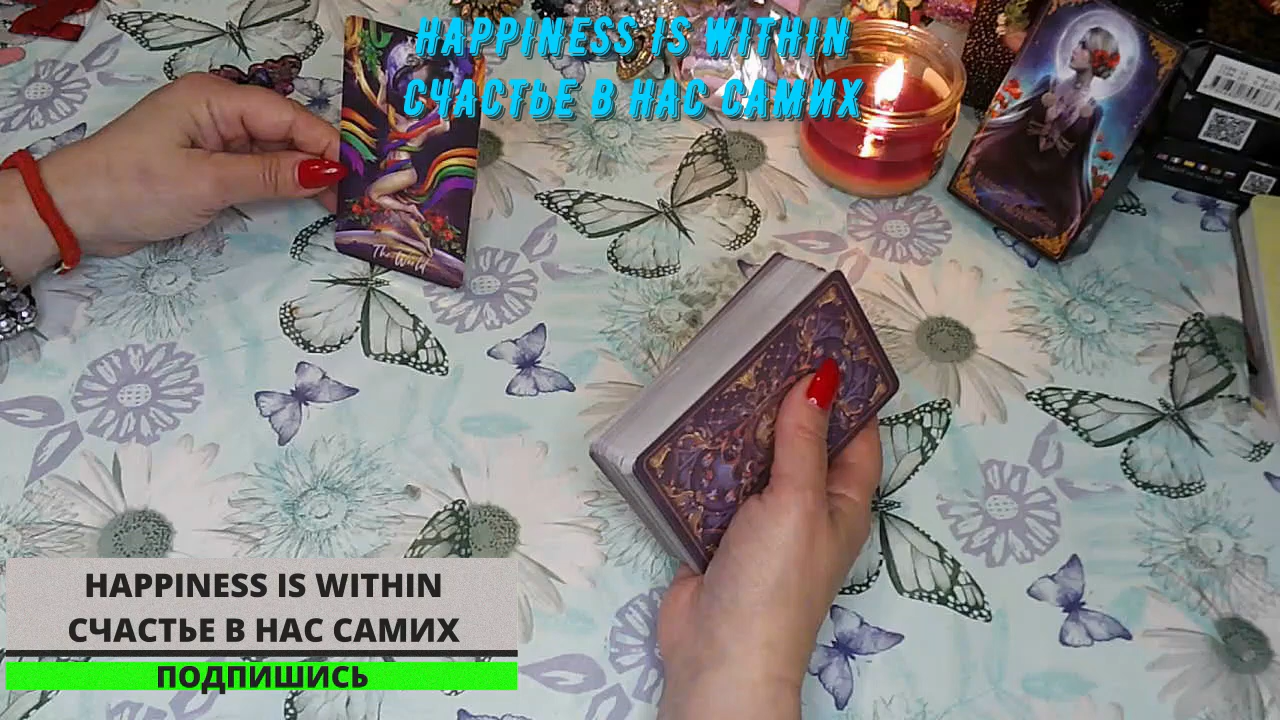 HAPPINESS IS WITHIN
СЧАСТЬЕ В НАС САМИХ
The World
HAPPINESS IS WITHIN
СЧАСТЬЕ В НАС САМИХ
ПОДПИШИСЬ